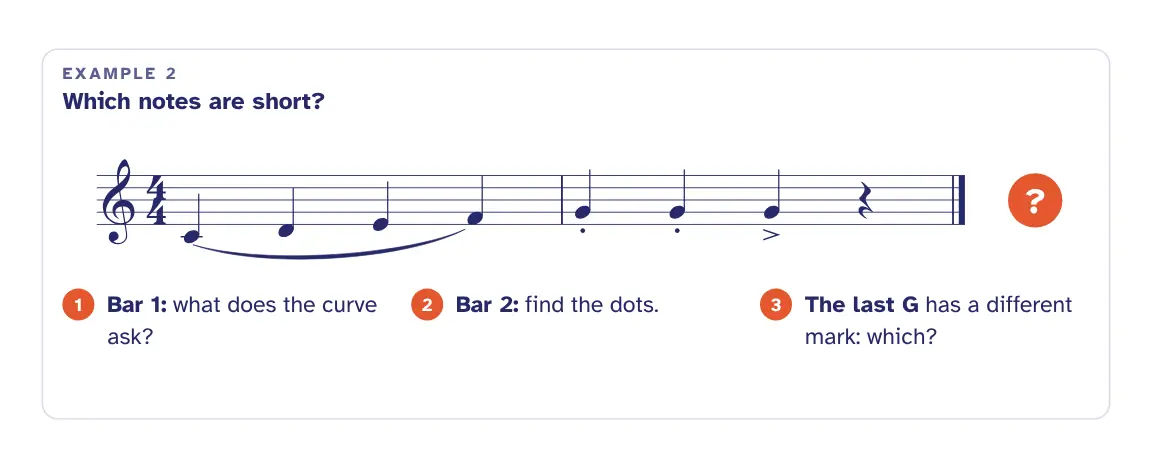 EXAMPLE 2
Which notes are short?
4
4
?
1 Bar 1: what does the curve
ask?
2 Bar 2: find the dots.
3 The last G has a different
mark: which?